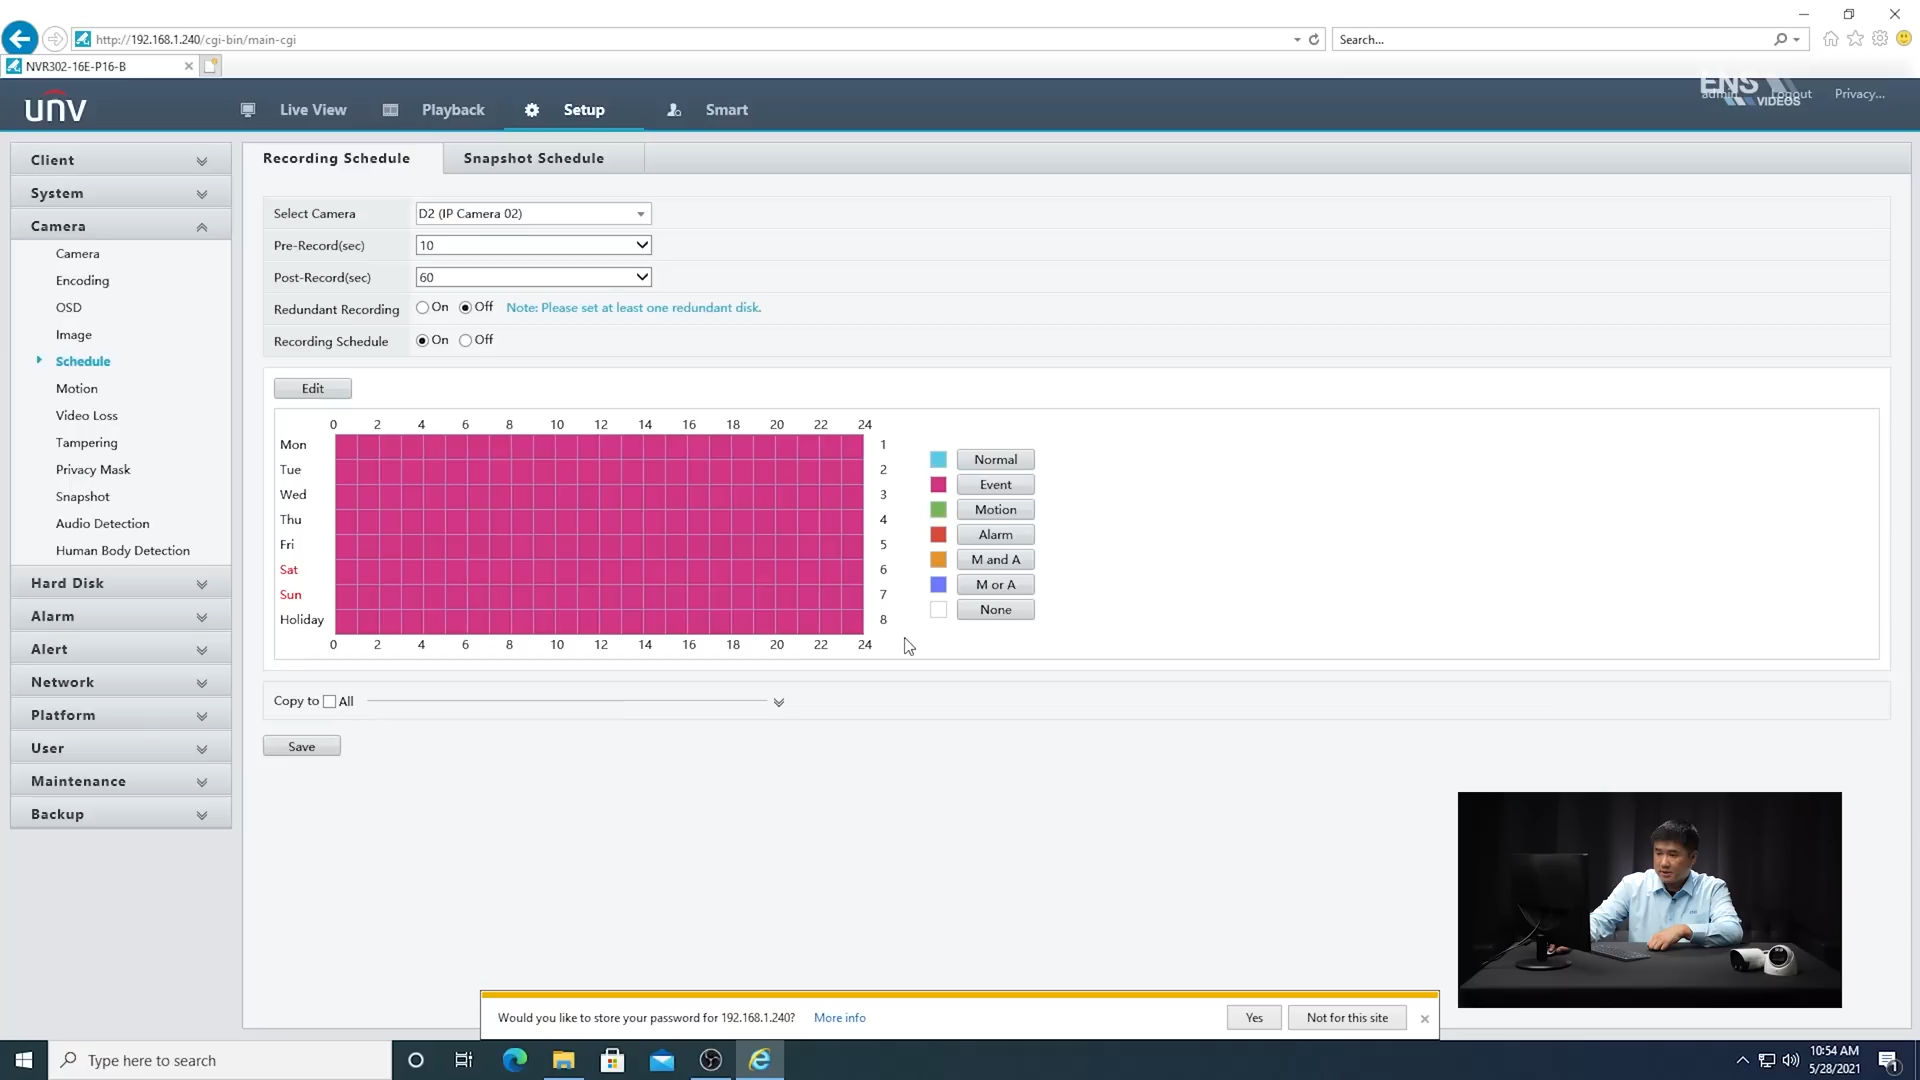 http://192.168.1.240/cgi-bin/main-cgi
Search...
NVR302-16E-P16-B
unv
Live View
Playback
Setup
Smart
ENS
VIDEOS
admin
Logout
Privacy...
Client
System
Camera
Camera
Encoding
OSD
Image
Schedule
Motion
Video Loss
Tampering
Privacy Mask
Snapshot
Audio Detection
Human Body Detection
Hard Disk
Alarm
Alert
Network
Platform
User
Maintenance
Backup
Recording Schedule
Snapshot Schedule
Select Camera D2 (IP Camera 02)
Pre-Record(sec) 10
Post-Record(sec) 60
Redundant Recording On Off Note: Please set at least one redundant disk.
Recording Schedule On Off
Edit
0 2 4 6 8 10 12 14 16 18 20 22 24
Mon 1
Tue 2
Wed 3
Thu 4
Fri 5
Sat 6
Sun 7
Holiday 8
0 2 4 6 8 10 12 14 16 18 20 22 24
Normal
Event
Motion
Alarm
M and A
M or A
None
Copy to All
Save
Would you like to store your password for 192.168.1.240? More info
Yes
Not for this site
Type here to search
10:54 AM
5/28/2021
1